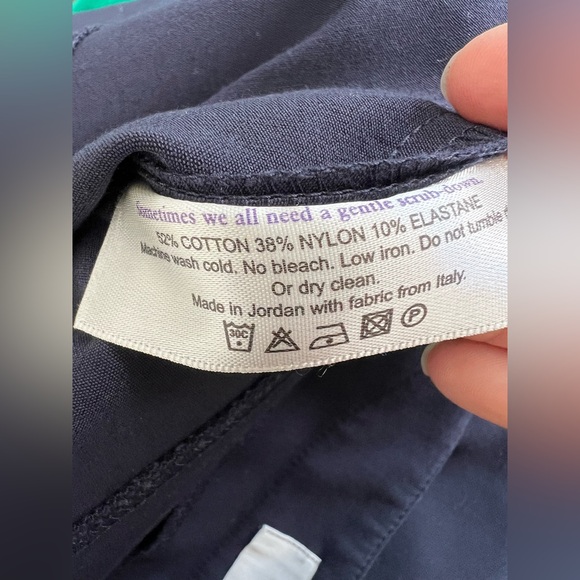 Sometimes we all need a gentle scrub-down.
52% COTTON 38% NYLON 10% ELASTANE
Machine wash cold. No bleach. Low iron. Do not tumble
Or dry clean.
Made in Jordan with fabric from Italy.
30C P